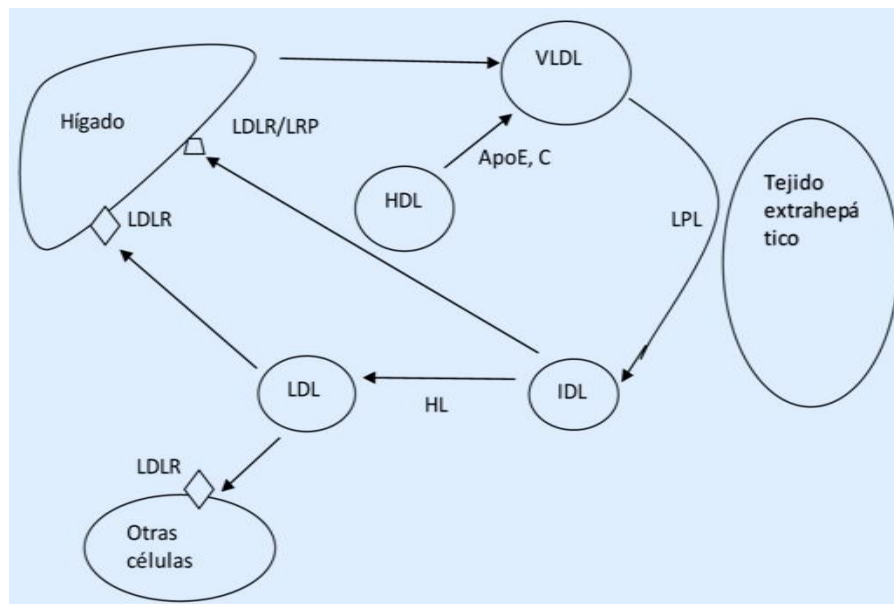 VLDL
Hígado
LDLR/LRP
ApoE, C
HDL
Tejido
extrahepá
tico
LDLR
LPL
LDL
IDL
HL
LDLR
Otras
células